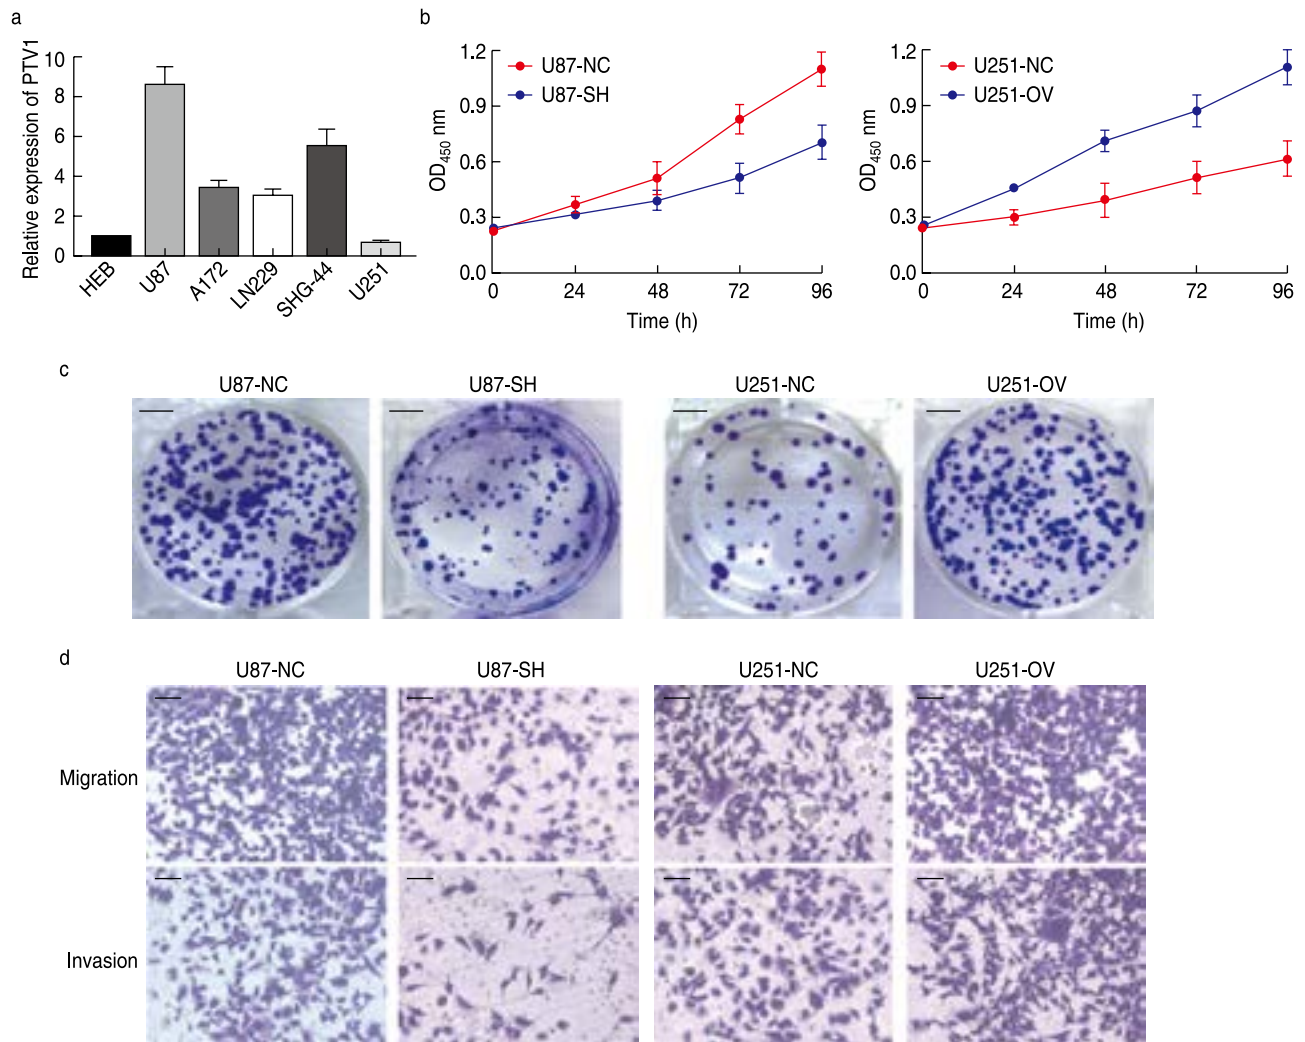 a
Relative expression of PTV1
10
8
6
4
2
0
HEB
U87
A172
LN229
SHG-44
U251
b
OD450 nm
1.2
0.9
0.6
0.3
0.0
U87-NC
U87-SH
0 24 48 72 96
Time (h)
OD450 nm
1.2
0.9
0.6
0.3
0.0
U251-NC
U251-OV
0 24 48 72 96
Time (h)
c
U87-NC U87-SH U251-NC U251-OV
d
U87-NC U87-SH U251-NC U251-OV
Migration
Invasion